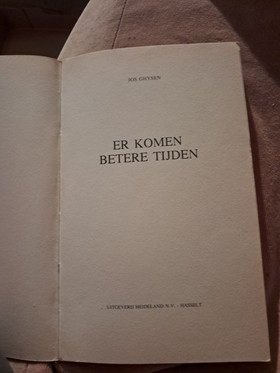 JOS GHYSEN
ER KOMEN
BETERE TIJDEN
UITGEVERIJ HEIDELAND N.V. - HASSELT